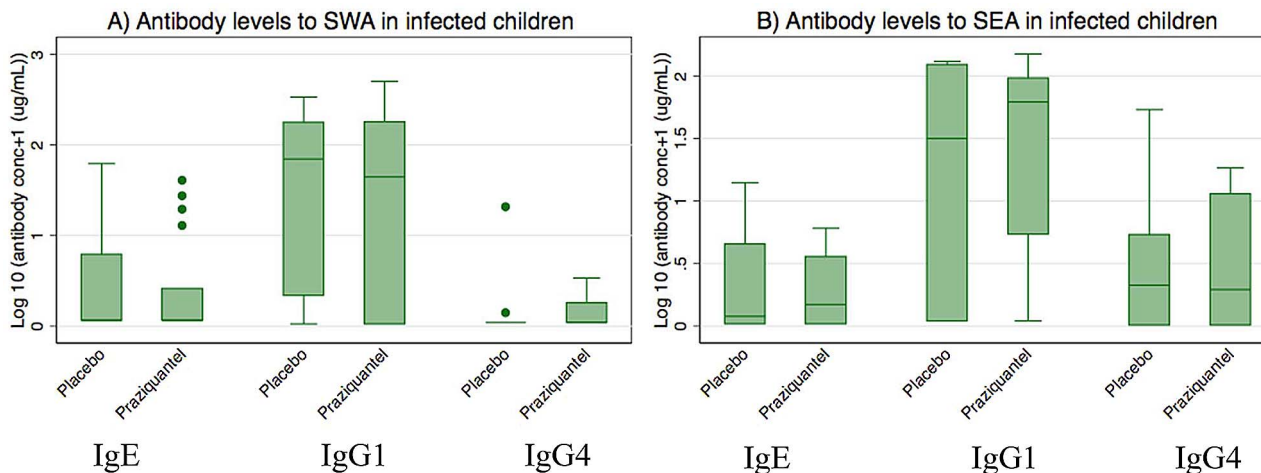 A) Antibody levels to SWA in infected children
Log 10 (antibody conc+1 (ug/mL))
3
2
1
0
Placebo
Praziquantel
Placebo
Praziquantel
Placebo
Praziquantel
IgE
IgG1
IgG4
B) Antibody levels to SEA in infected children
Log 10 (antibody conc+1 (ug/mL))
2
1.5
1
.5
0
Placebo
Praziquantel
Placebo
Praziquantel
Placebo
Praziquantel
IgE
IgG1
IgG4